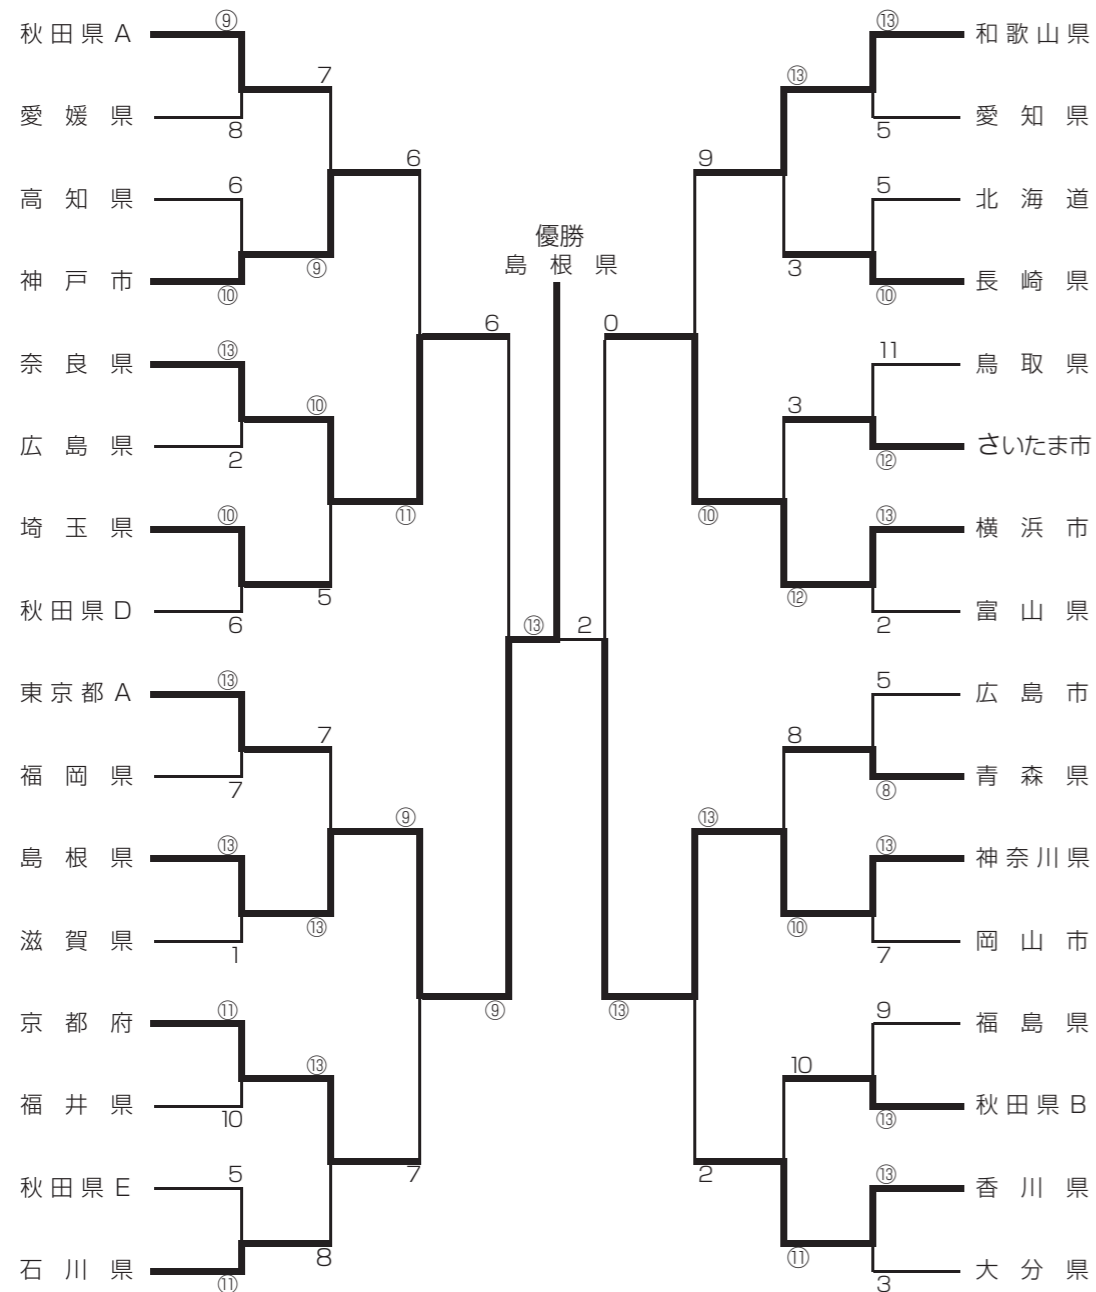 優勝
島根県
秋田県A ⑨
7
愛媛県 8
6
高知県 6
神戸市 ⑩
⑨
6
奈良県 ⑬
⑩
広島県 2
⑪
埼玉県 ⑩
5
秋田県D 6
⑬
東京都A ⑬
7
福岡県 7
⑨
島根県 ⑬
⑬
滋賀県 1
⑨
京都府 ⑪
⑬
福井県 10
7
秋田県E 5
8
石川県 ⑪
⑬ 和歌山県
⑬
5 愛知県
9
5 北海道
3
⑩ 長崎県
0
11 鳥取県
3
⑫ さいたま市
⑩
⑬ 横浜市
⑫
2 富山県
2
5 広島市
8
⑧ 青森県
⑬
⑬ 神奈川県
⑩
7 岡山市
⑬
9 福島県
10
⑬ 秋田県B
2
⑬ 香川県
⑪
3 大分県